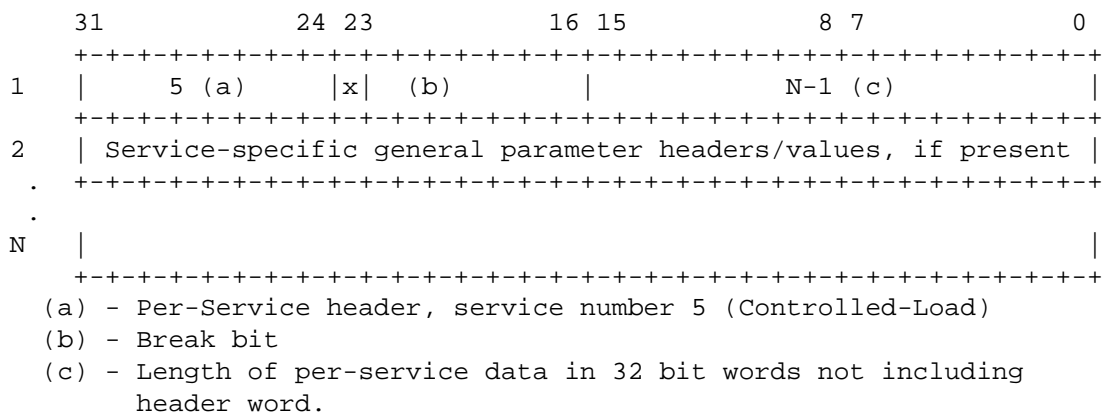 31           24 23           16 15            8 7             0
     +-+-+-+-+-+-+-+-+-+-+-+-+-+-+-+-+-+-+-+-+-+-+-+-+-+-+-+-+-+-+-+-+
1    |     5 (a)     |x|  (b)        |            N-1 (c)            |
     +-+-+-+-+-+-+-+-+-+-+-+-+-+-+-+-+-+-+-+-+-+-+-+-+-+-+-+-+-+-+-+-+
2    | Service-specific general parameter headers/values, if present |
 .   +-+-+-+-+-+-+-+-+-+-+-+-+-+-+-+-+-+-+-+-+-+-+-+-+-+-+-+-+-+-+-+-+
 .
N    |                                                               |
     +-+-+-+-+-+-+-+-+-+-+-+-+-+-+-+-+-+-+-+-+-+-+-+-+-+-+-+-+-+-+-+-+
  (a) - Per-Service header, service number 5 (Controlled-Load)
  (b) - Break bit
  (c) - Length of per-service data in 32 bit words not including
        header word.